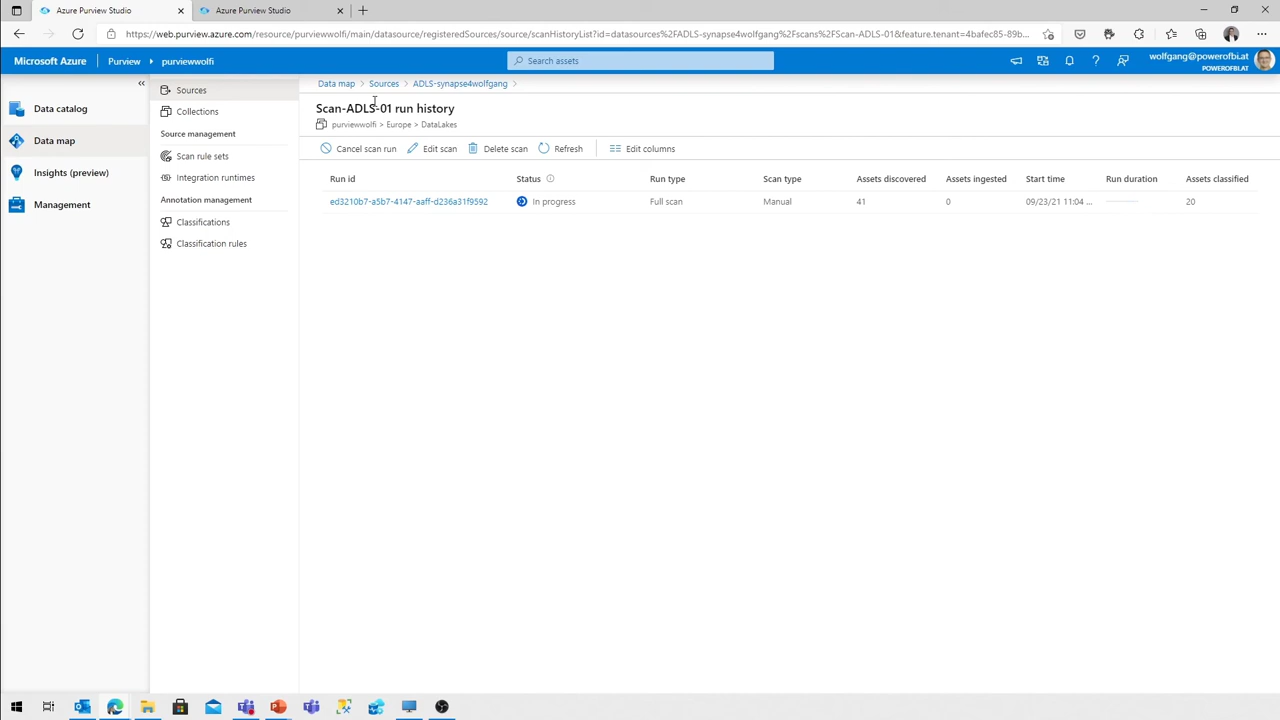 Azure Purview Studio
Azure Purview Studio
https://web.purview.azure.com/resource/purviewwolfi/main/datasource/registeredSources/source/scanHistoryList?id=datasources%2FADLS-synapse4wolfgang%2Fscans%2FScan-ADLS-01&feature.tenant=4bafec85-89b...
Microsoft Azure
Purview
purviewwolfi
Search assets
wolfgang@powerofbi.at
POWEROFBI.AT
Data catalog
Data map
Insights (preview)
Management
Sources
Collections
Source management
Scan rule sets
Integration runtimes
Annotation management
Classifications
Classification rules
Data map > Sources > ADLS-synapse4wolfgang >
Scan-ADLS-01 run history
purviewwolfi > Europe > DataLakes
Cancel scan run Edit scan Delete scan Refresh Edit columns
Run id Status Run type Scan type Assets discovered Assets ingested Start time Run duration Assets classified
ed3210b7-a5b7-4147-aaff-d236a31f9592 In progress Full scan Manual 41 0 09/23/21 11:04 ... 20